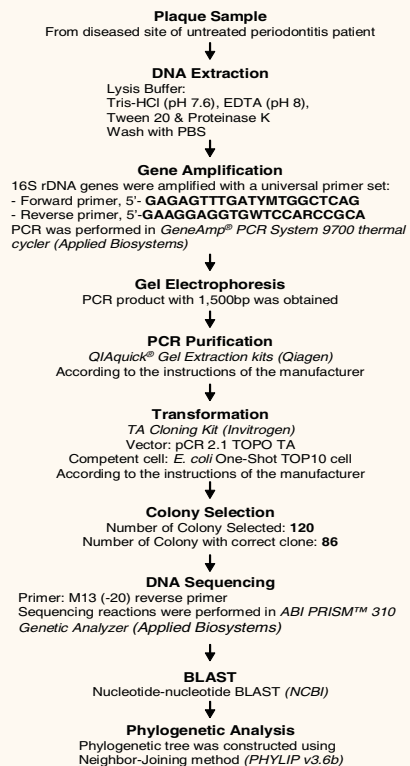 Plaque Sample
From diseased site of untreated periodontitis patient
DNA Extraction
Lysis Buffer:
Tris-HCl (pH 7.6), EDTA (pH 8),
Tween 20 & Proteinase K
Wash with PBS
Gene Amplification
16S rDNA genes were amplified with a universal primer set:
- Forward primer, 5'- GAGAGTTTGATYMTGGCTCAG
- Reverse primer, 5'-GAAGGAGGTGWTCCARCCGCA
PCR was performed in GeneAmp® PCR System 9700 thermal
cycler (Applied Biosystems)
Gel Electrophoresis
PCR product with 1,500bp was obtained
PCR Purification
QIAquick® Gel Extraction kits (Qiagen)
According to the instructions of the manufacturer
Transformation
TA Cloning Kit (Invitrogen)
Vector: pCR 2.1 TOPO TA
Competent cell: E. coli One-Shot TOP10 cell
According to the instructions of the manufacturer
Colony Selection
Number of Colony Selected: 120
Number of Colony with correct clone: 86
DNA Sequencing
Primer: M13 (-20) reverse primer
Sequencing reactions were performed in ABI PRISM™ 310
Genetic Analyzer (Applied Biosystems)
BLAST
Nucleotide-nucleotide BLAST (NCBI)
Phylogenetic Analysis
Phylogenetic tree was constructed using
Neighbor-Joining method (PHYLIP v3.6b)